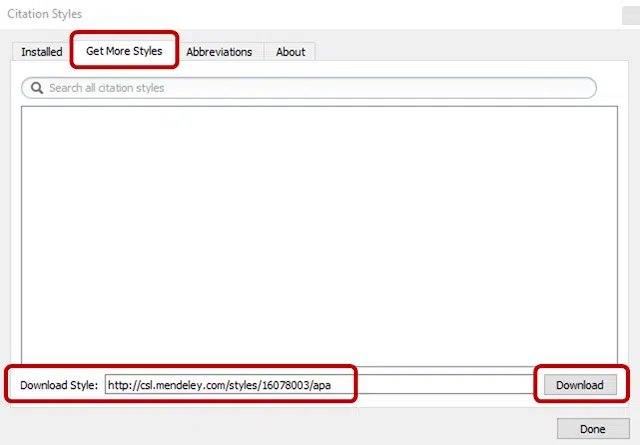 Citation Styles
Installed Get More Styles Abbreviations About
Search all citation styles
Download Style: http://csl.mendeley.com/styles/16078003/apa Download
Done